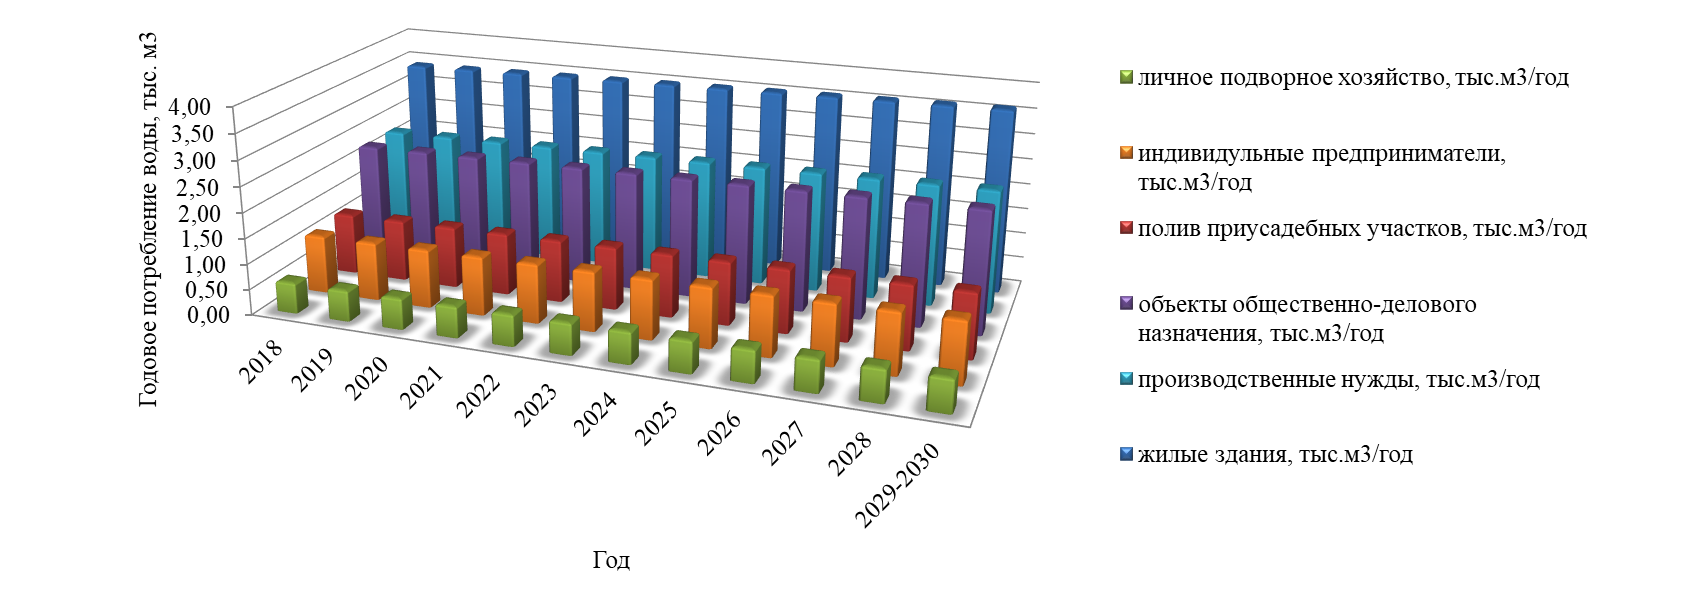 Годовое потребление воды, тыс. м3
4,00
3,50
3,00
2,50
2,00
1,50
1,00
0,50
0,00
2018
2019
2020
2021
2022
2023
2024
2025
2026
2027
2028
2029-2030
Год
личное подворное хозяйство, тыс.м3/год
индивидульные предприниматели,
тыс.м3/год
полив приусадебных участков, тыс.м3/год
объекты общественно-делового
назначения, тыс.м3/год
производственные нужды, тыс.м3/год
жилые здания, тыс.м3/год